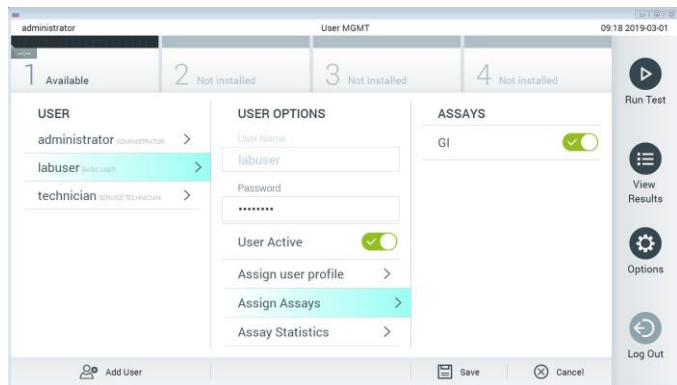 administrator User MGMT 09:18 2019-03-01
1 Available 2 Not installed 3 Not installed 4 Not installed
Run Test
USER
administrator ADMINISTRATOR
labuser BASIC USER
technician SERVICE TECHNICIAN
USER OPTIONS
User Name
labuser
Password
••••••••
User Active
Assign user profile
Assign Assays
Assay Statistics
ASSAYS
GI
View
Results
Options
Log Out
Add User
Save
Cancel